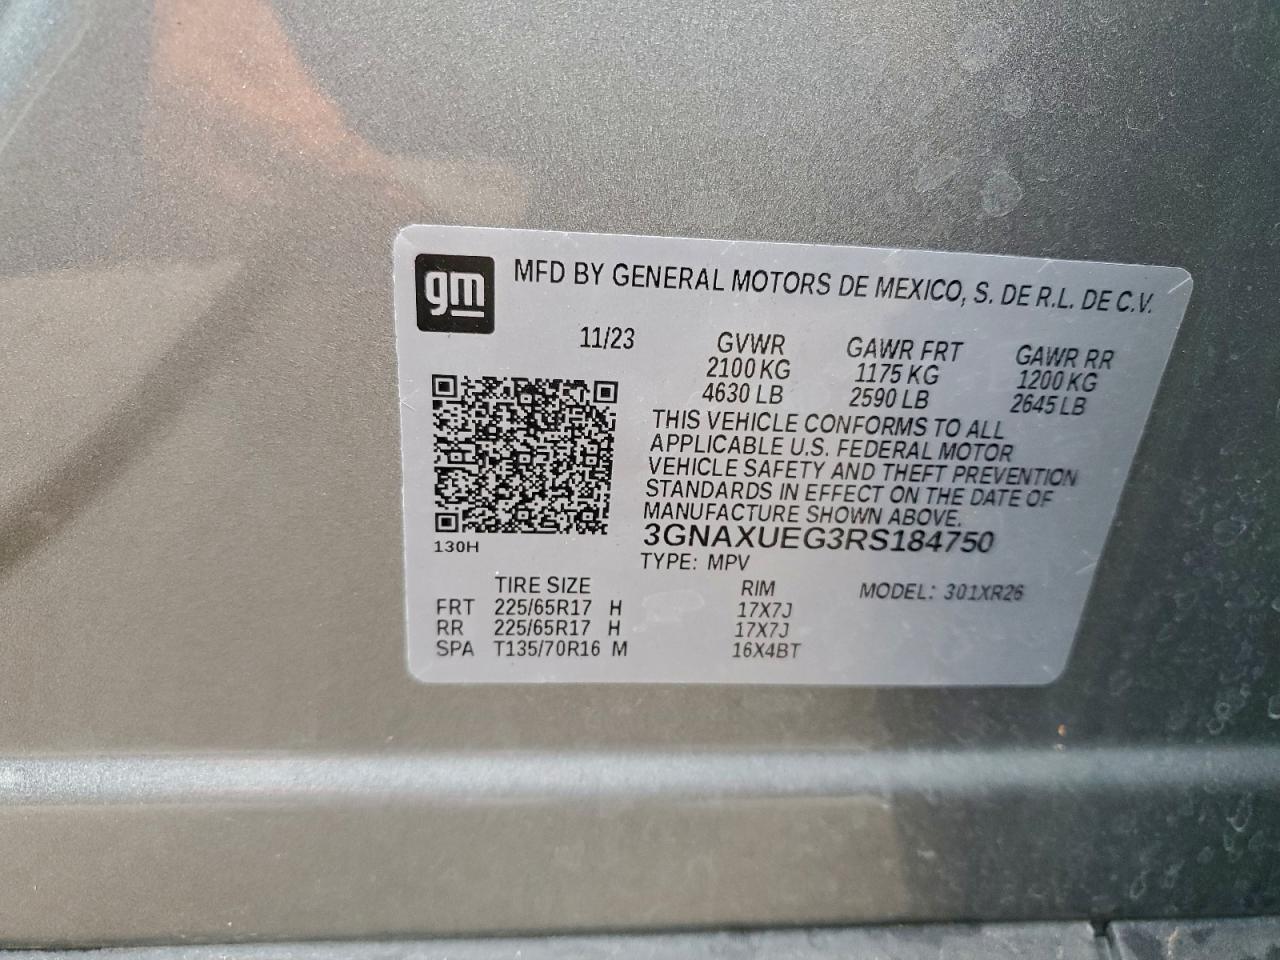 gm
MFD BY GENERAL MOTORS DE MEXICO, S. DE R.L. DE C.V.
11/23 GVWR GAWR FRT GAWR RR
2100 KG 1175 KG 1200 KG
4630 LB 2590 LB 2645 LB
THIS VEHICLE CONFORMS TO ALL
APPLICABLE U.S. FEDERAL MOTOR
VEHICLE SAFETY AND THEFT PREVENTION
STANDARDS IN EFFECT ON THE DATE OF
MANUFACTURE SHOWN ABOVE.
3GNAXUEG3RS184750
130H
TYPE: MPV
TIRE SIZE RIM MODEL: 301XR26
FRT 225/65R17 H 17X7J
RR 225/65R17 H 17X7J
SPA T135/70R16 M 16X4BT